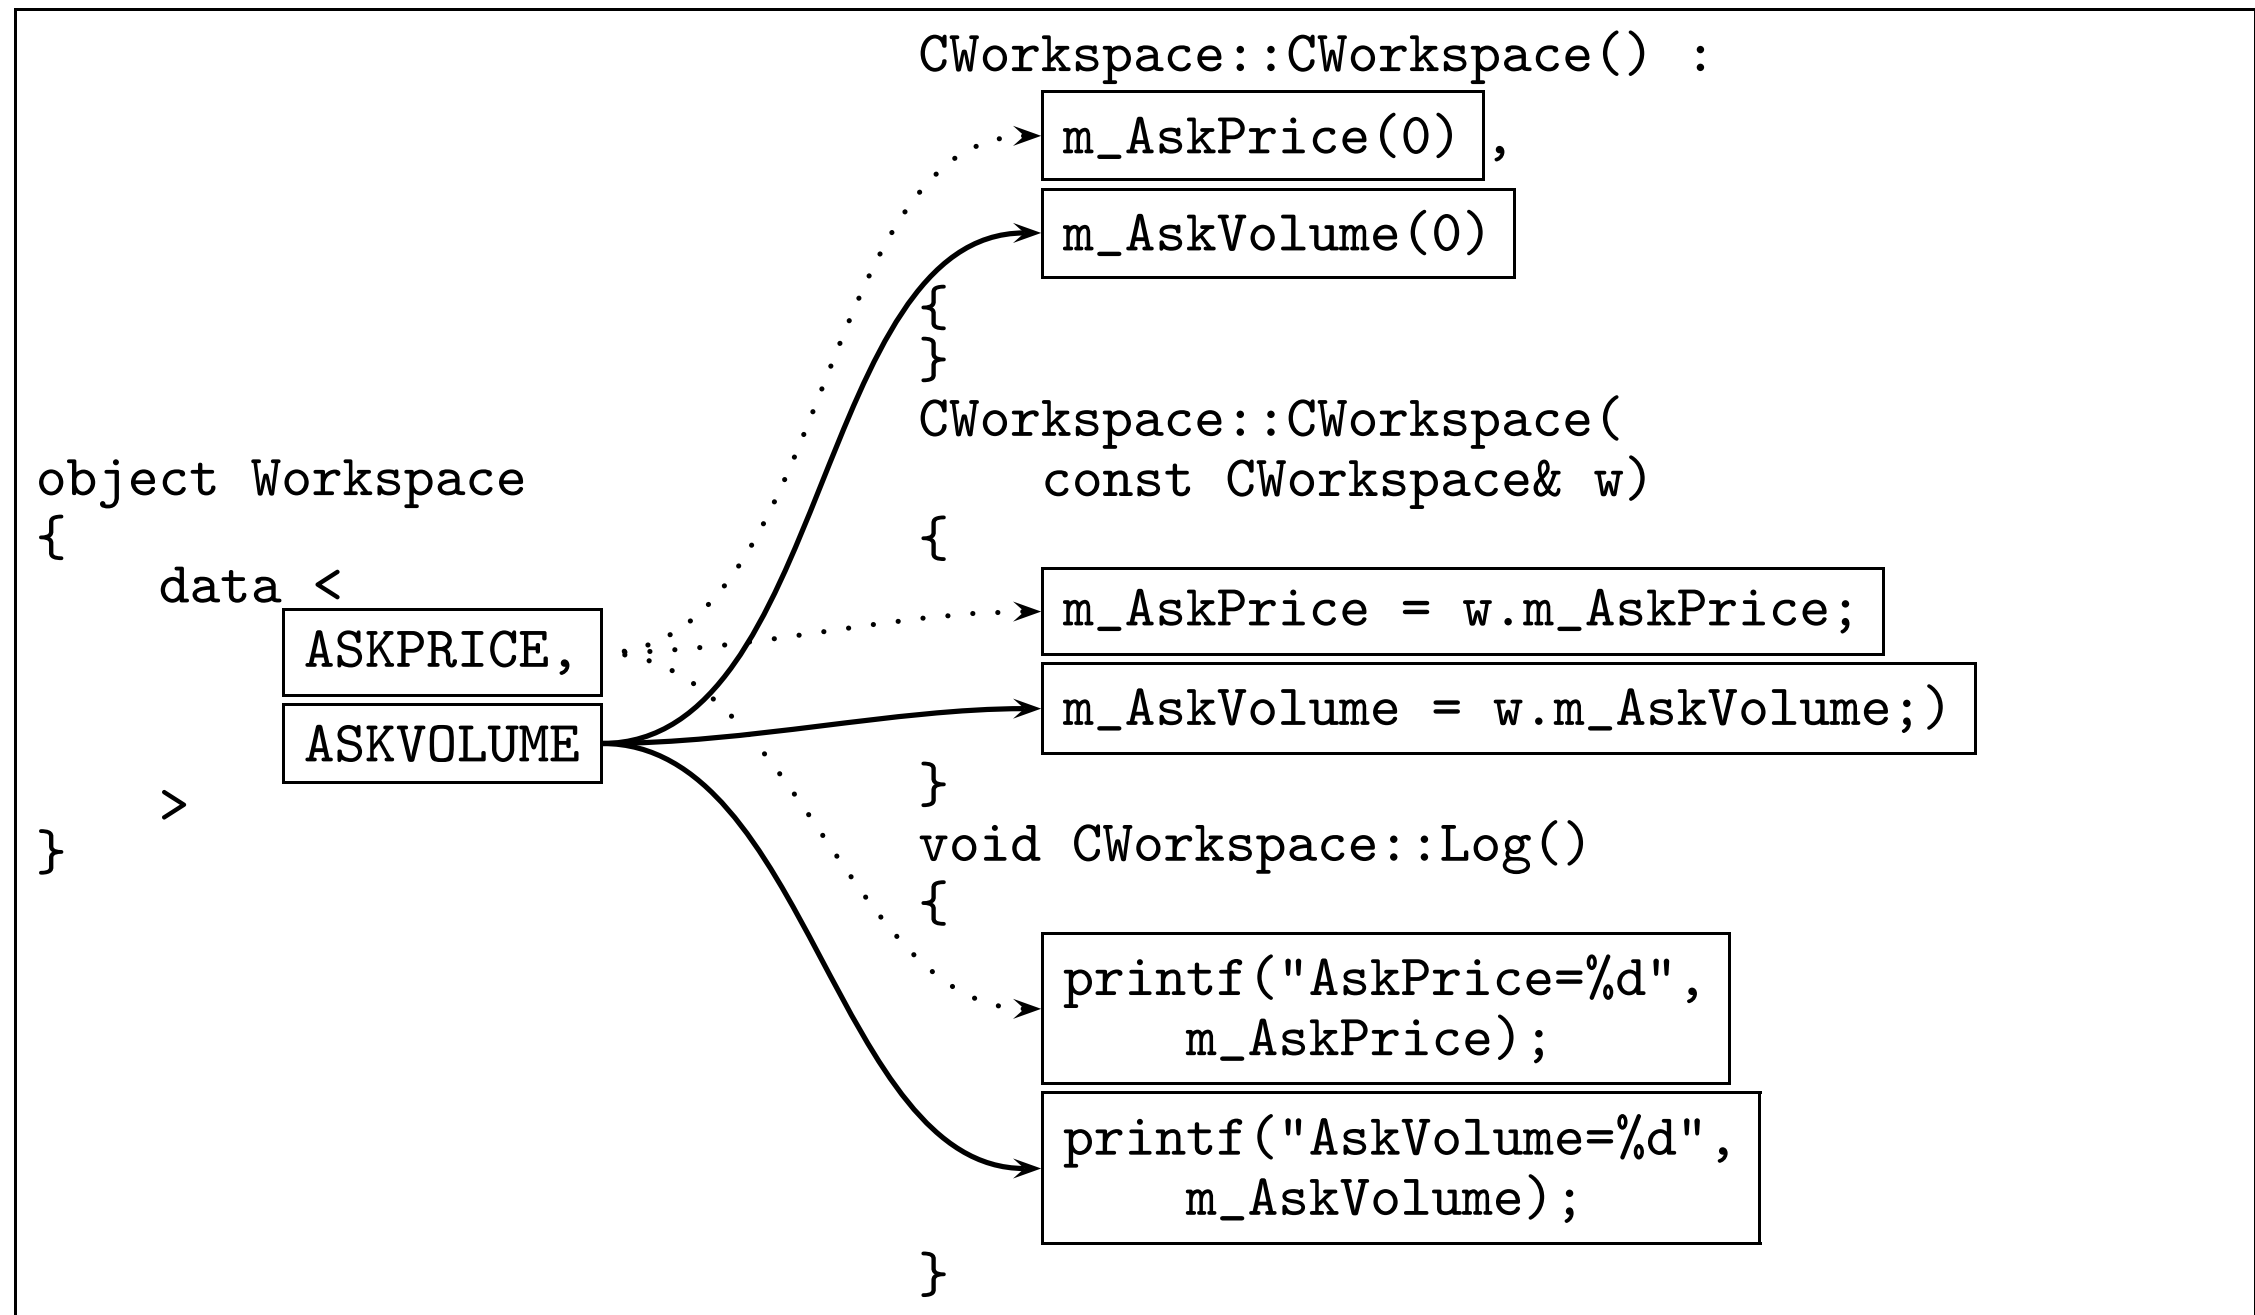 object Workspace
{
data <
ASKPRICE,
ASKVOLUME
>
}
CWorkspace::CWorkspace() :
m_AskPrice(0) ,
m_AskVolume(0)
{
}
CWorkspace::CWorkspace(
const CWorkspace& w)
{
m_AskPrice = w.m_AskPrice;
m_AskVolume = w.m_AskVolume;)
}
void CWorkspace::Log()
{
printf("AskPrice=%d",
m_AskPrice);
printf("AskVolume=%d",
m_AskVolume);
}